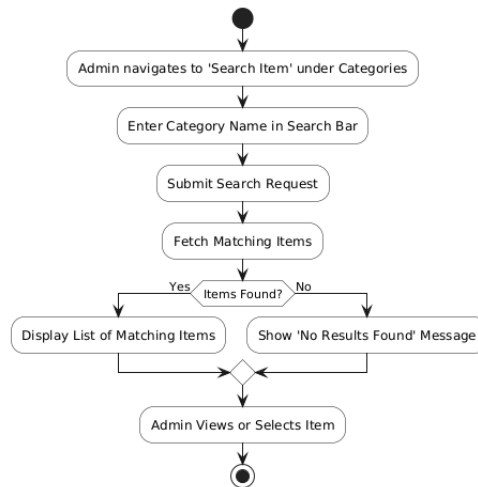 Admin navigates to 'Search Item' under Categories
Enter Category Name in Search Bar
Submit Search Request
Fetch Matching Items
Yes
Items Found?
No
Display List of Matching Items
Show 'No Results Found' Message
Admin Views or Selects Item